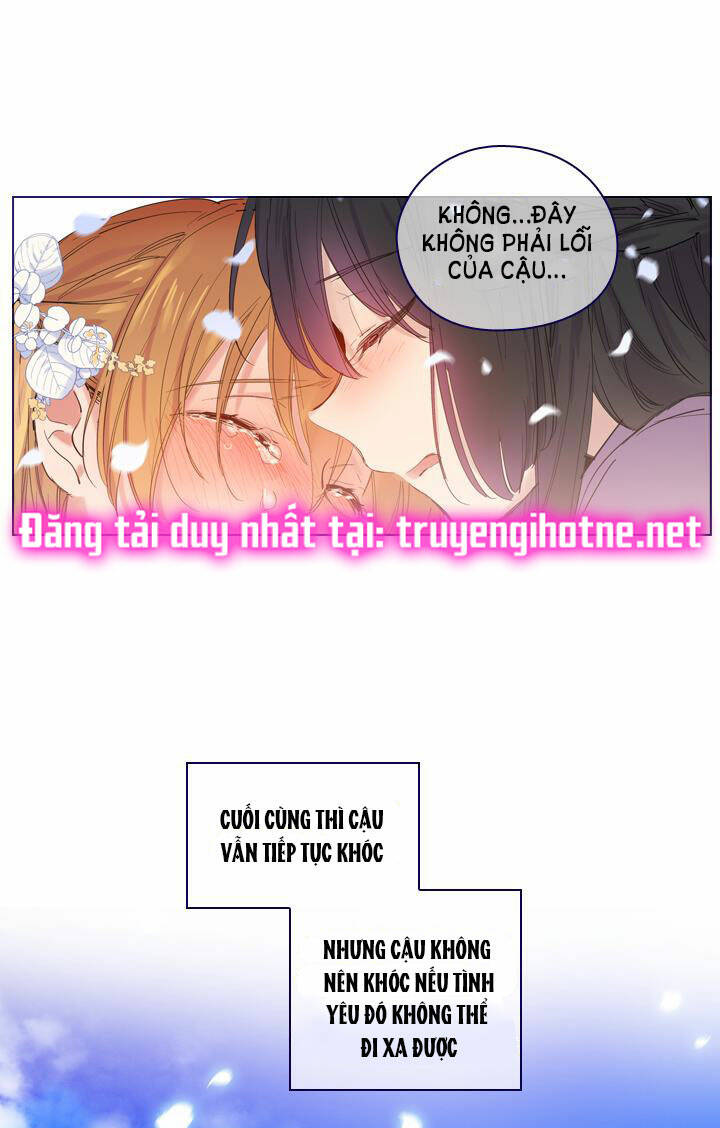 KHÔNG...ĐÂY
KHÔNG PHẢI LỖI
CỦA CẬU...
Đăng tải duy nhất tại: truyengihotne.net
CUỐI CÙNG THÌ CẬU
VẪN TIẾP TỤC KHÓC
NHƯNG CẬU KHÔNG
NÊN KHÓC NẾU TÌNH
YÊU ĐÓ KHÔNG THỂ
ĐI XA ĐƯỢC